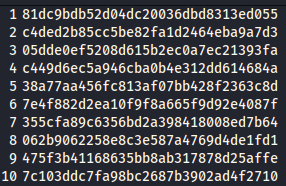 1 81dc9bdb52d04dc20036dbd8313ed055
2 c4ded2b85cc5be82fa1d2464eba9a7d3
3 05dde0ef5208d615b2ec0a7ec21393fa
4 c449d6ec5a946cba0b4e312dd614684a
5 38a77aa456fc813af07bb428f2363c8d
6 7e4f882d2ea10f9f8a665f9d92e4087f
7 355cfa89c6356bd2a398418008ed7b64
8 062b9062258e8c3e587a4769d4de1fd1
9 475f3b41168635bb8ab317878d25affe
10 7c103ddc7fa98bc2687b3902ad4f2710